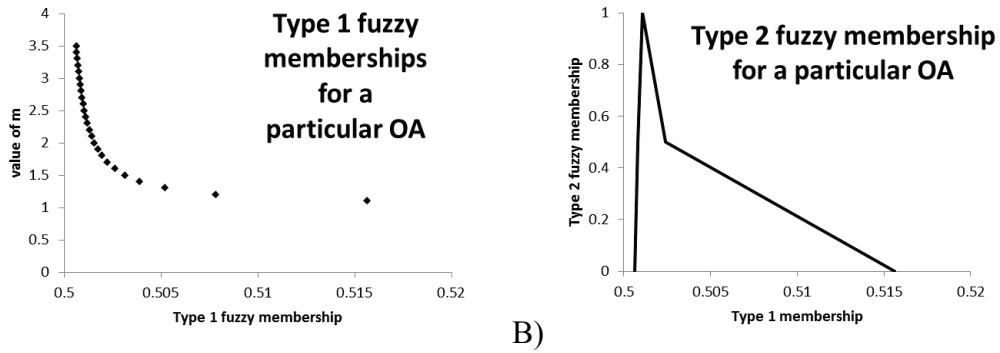 Type 1 fuzzy
memberships
for a
particular OA
value of m
4
3.5
3
2.5
2
1.5
1
0.5
0
0.5
0.505
0.51
0.515
0.52
Type 1 fuzzy membership
B)
Type 2 fuzzy membership
for a particular OA
Type 2 fuzzy membership
1
0.8
0.6
0.4
0.2
0
0.5
0.505
0.51
0.515
0.52
Type 1 membership